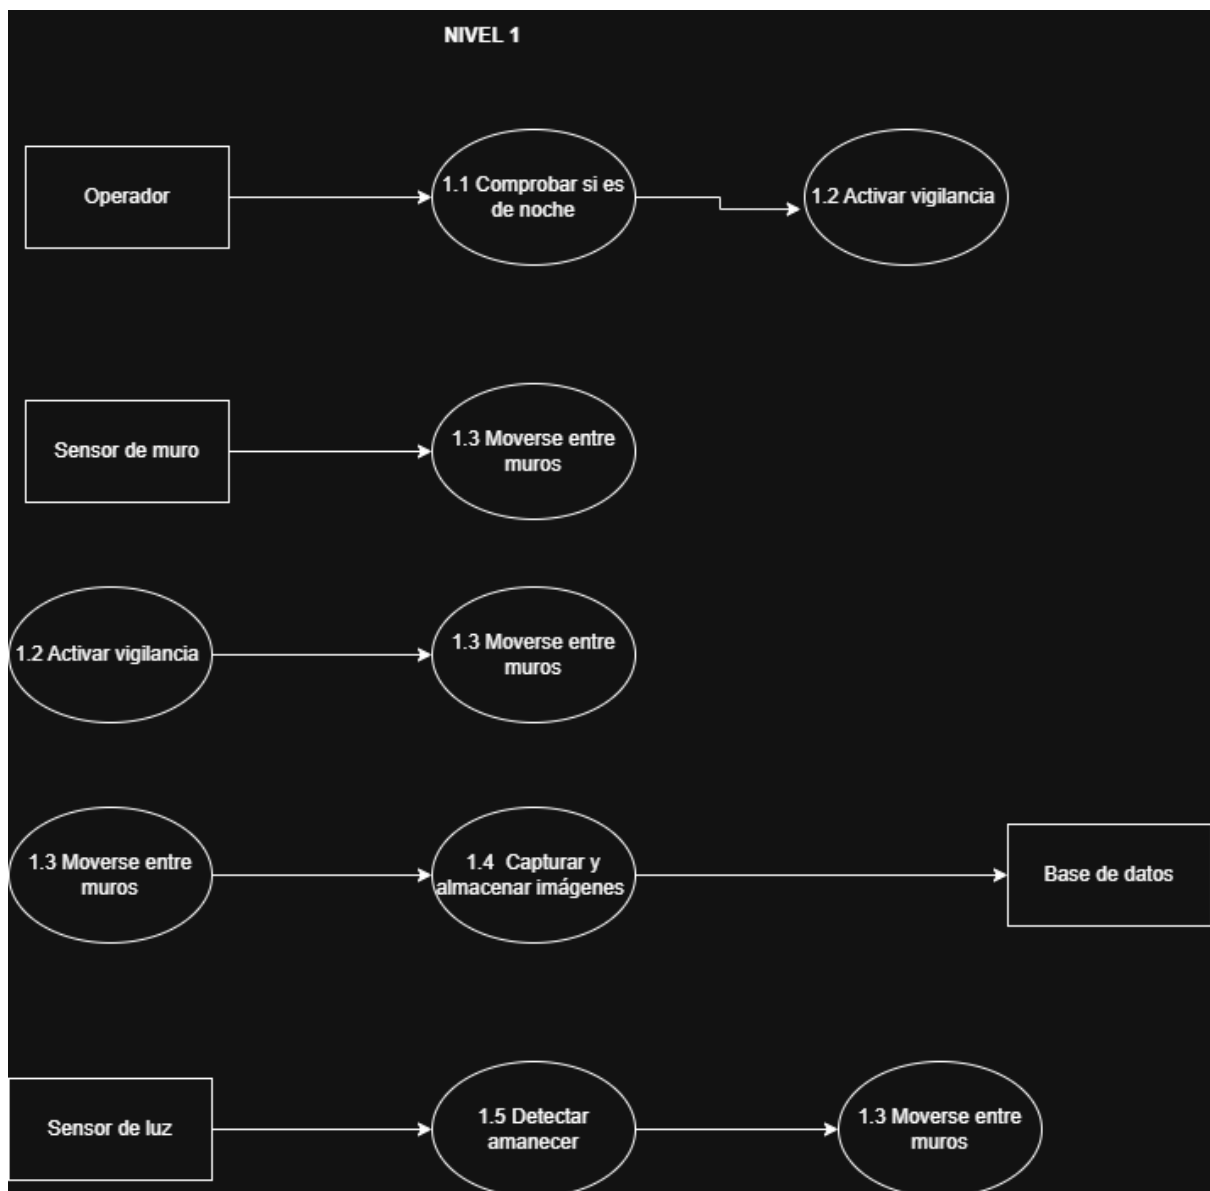 NIVEL 1
Operador
1.1 Comprobar si es
de noche
1.2 Activar vigilancia
Sensor de muro
1.3 Moverse entre
muros
1.2 Activar vigilancia
1.3 Moverse entre
muros
1.3 Moverse entre
muros
1.4 Capturar y
almacenar imágenes
Base de datos
Sensor de luz
1.5 Detectar
amanecer
1.3 Moverse entre
muros